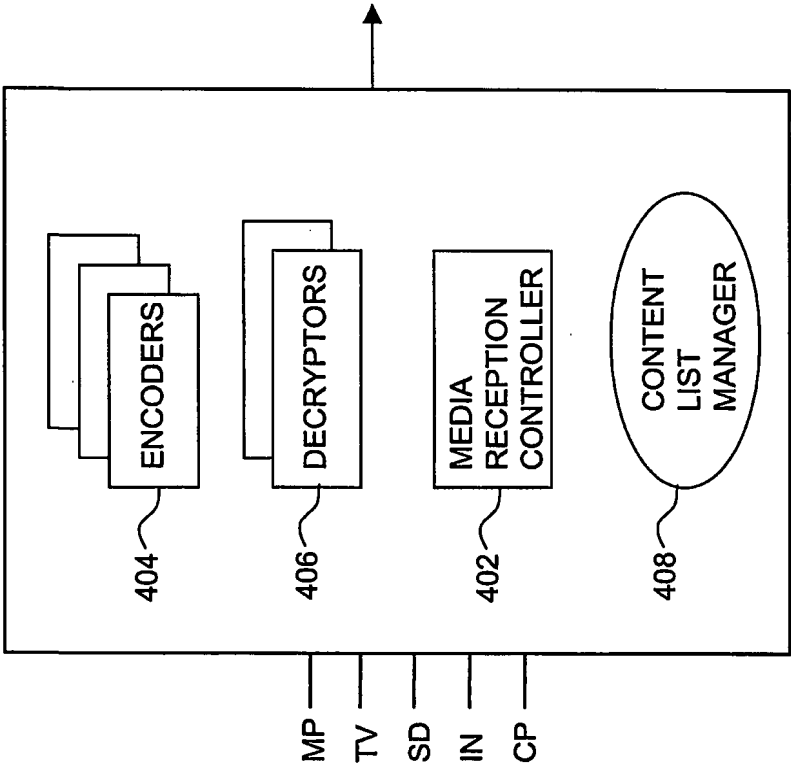 ENCODERS
404
DECRYPTORS
406
MEDIA
RECEPTION
CONTROLLER
402
CONTENT
LIST
MANAGER
408
MP
TV
SD
IN
CP